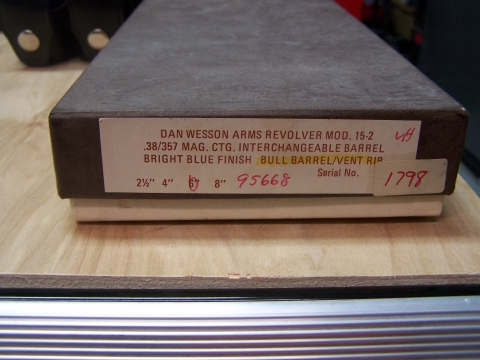 DAN WESSON ARMS REVOLVER MOD. 15-2
.38/357 MAG. CTG. INTERCHANGEABLE BARREL
BRIGHT BLUE FINISH BULL BARREL/VENT RIB
VH
2½" 4" 6" 8" 95668 Serial No.
1798